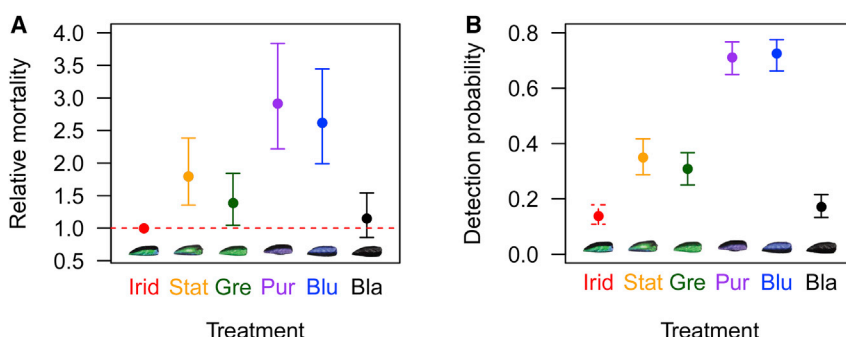 A
Relative mortality
4.0
3.5
3.0
2.5
2.0
1.5
1.0
0.5
Irid Stat Gre Pur Blu Bla
Treatment
B
Detection probability
0.8
0.6
0.4
0.2
0.0
Irid Stat Gre Pur Blu Bla
Treatment